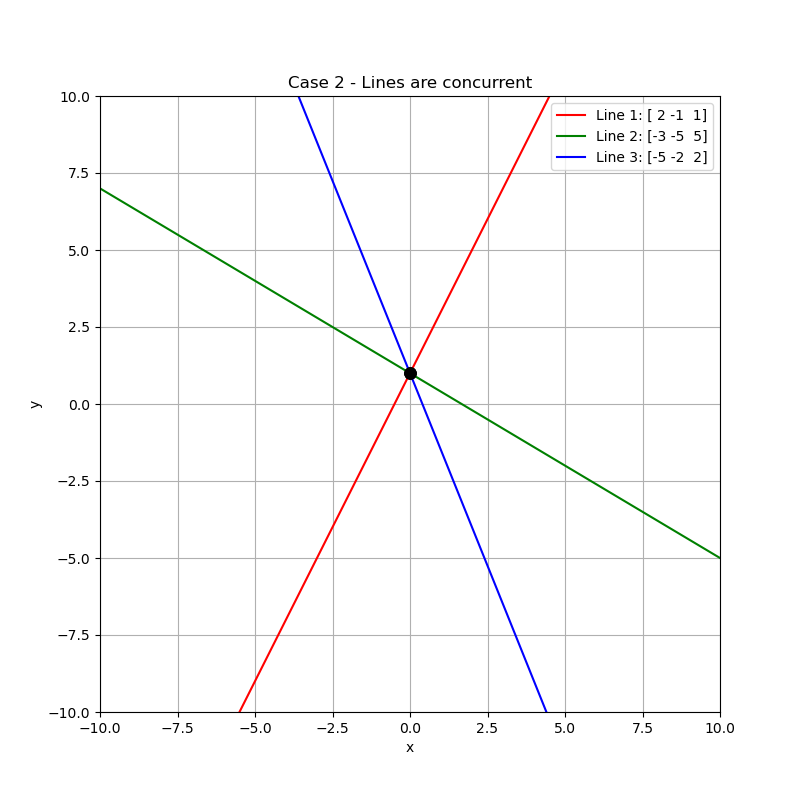 Case 2 - Lines are concurrent
Line 1: [ 2 -1  1]
Line 2: [-3 -5  5]
Line 3: [-5 -2  2]
y
10.0
7.5
5.0
2.5
0.0
−2.5
−5.0
−7.5
−10.0
−10.0 −7.5 −5.0 −2.5 0.0 2.5 5.0 7.5 10.0
x